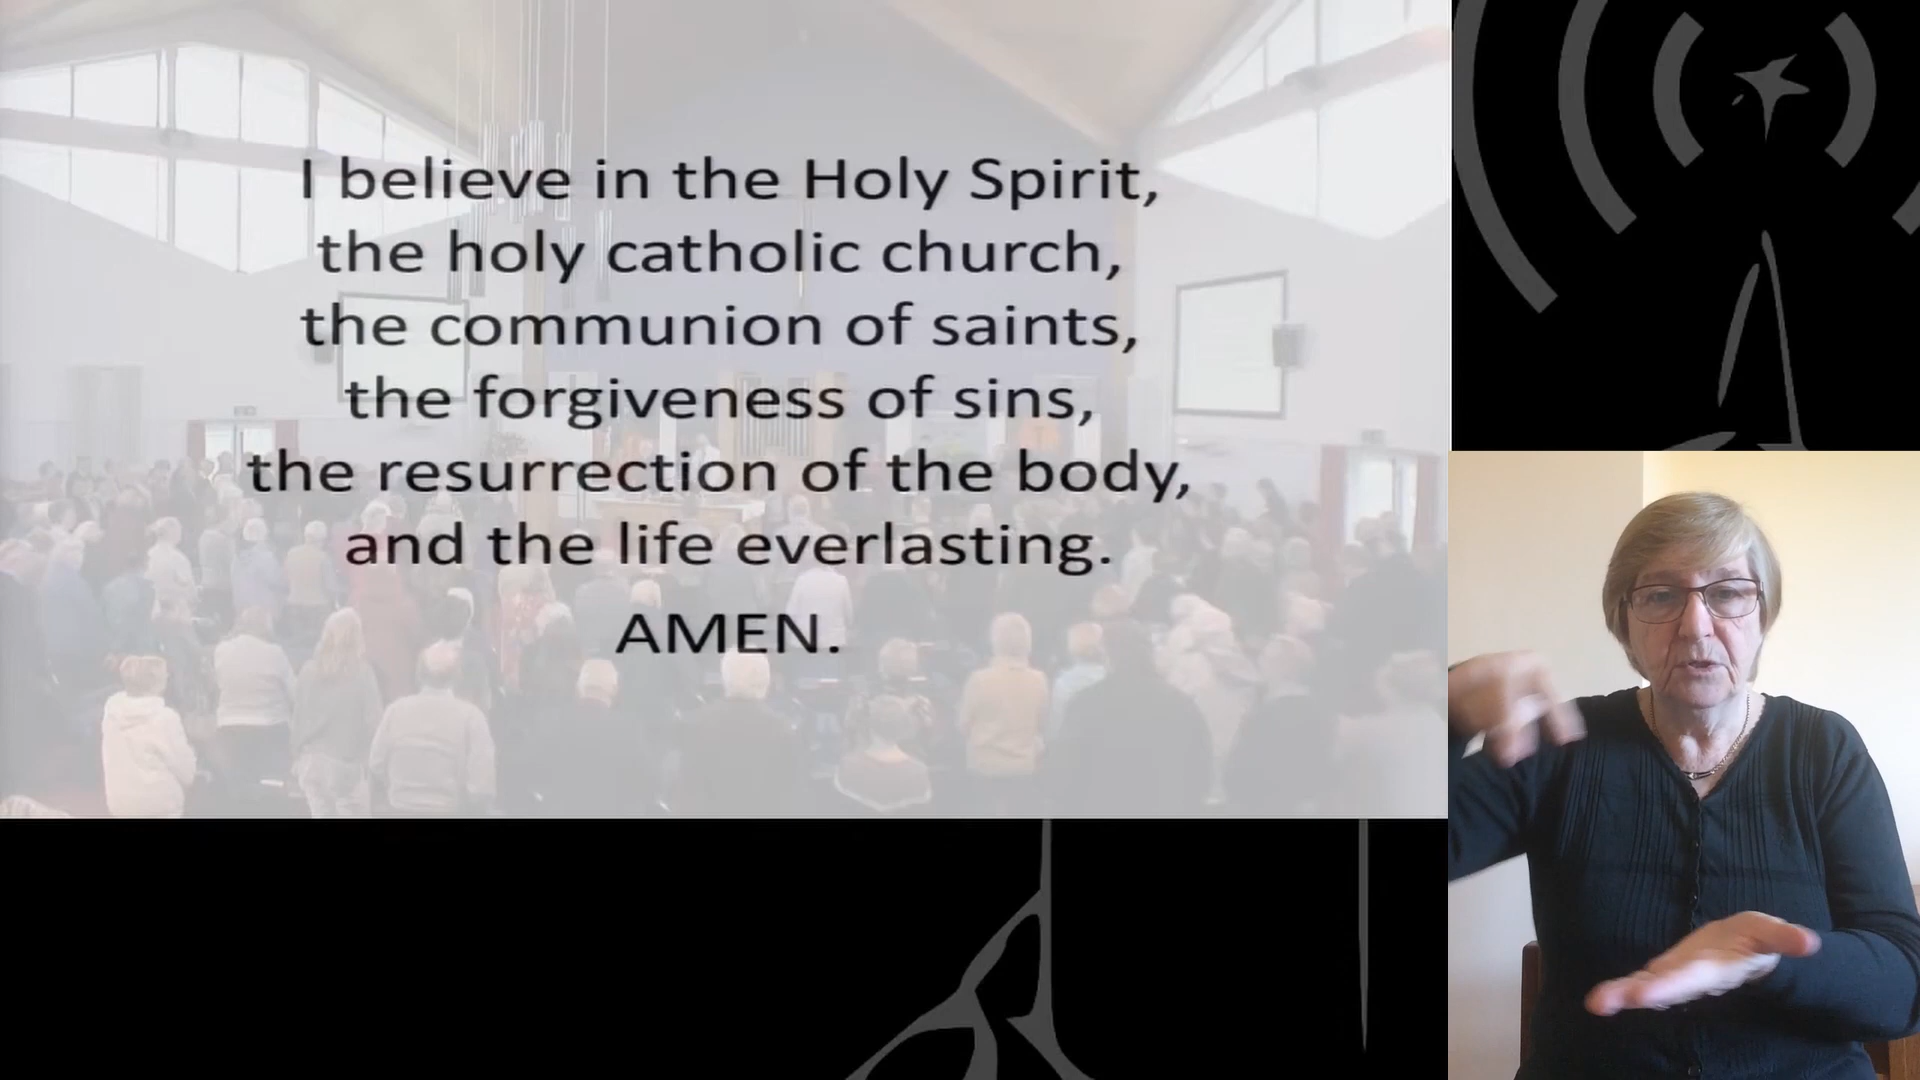 I believe in the Holy Spirit,
the holy catholic church,
the communion of saints,
the forgiveness of sins,
the resurrection of the body,
and the life everlasting.
AMEN.